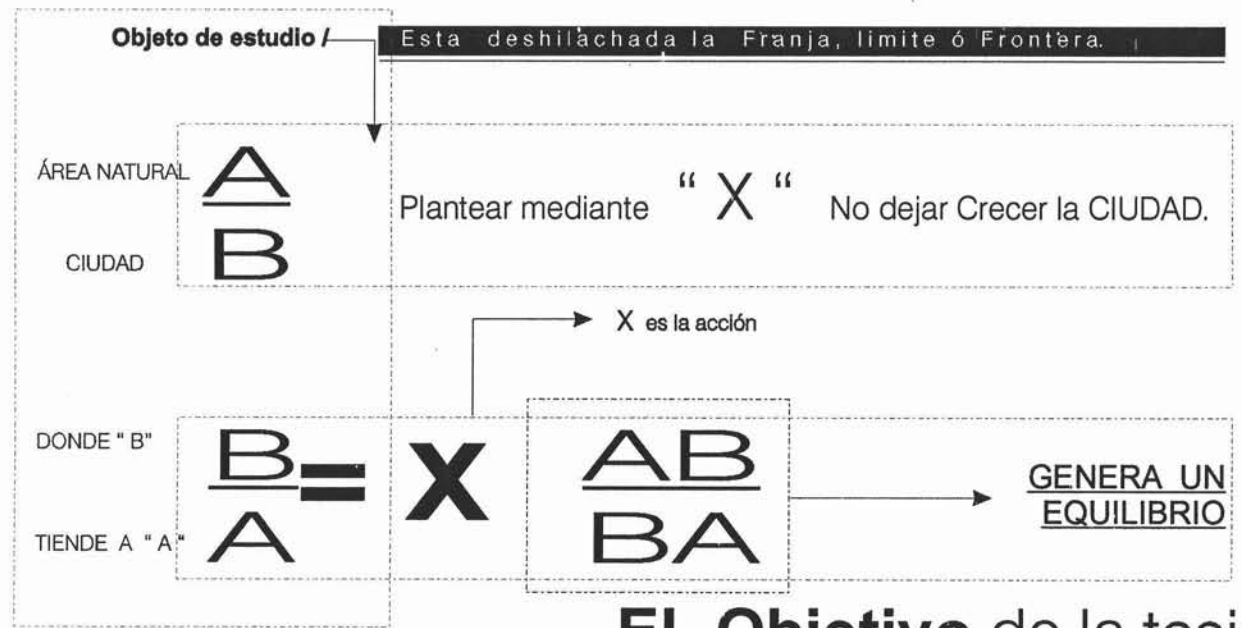 Objeto de estudio / Esta deshilachada la Franja, limite ó Frontera.
ÁREA NATURAL A
Plantear mediante “ X “ No dejar Crecer la CIUDAD.
CIUDAD B
X es la acción
DONDE “ B” B = X AB
TIENDE A “ A “ A BA
GENERA UN
EQUILIBRIO
EL Objetivo de la tesi